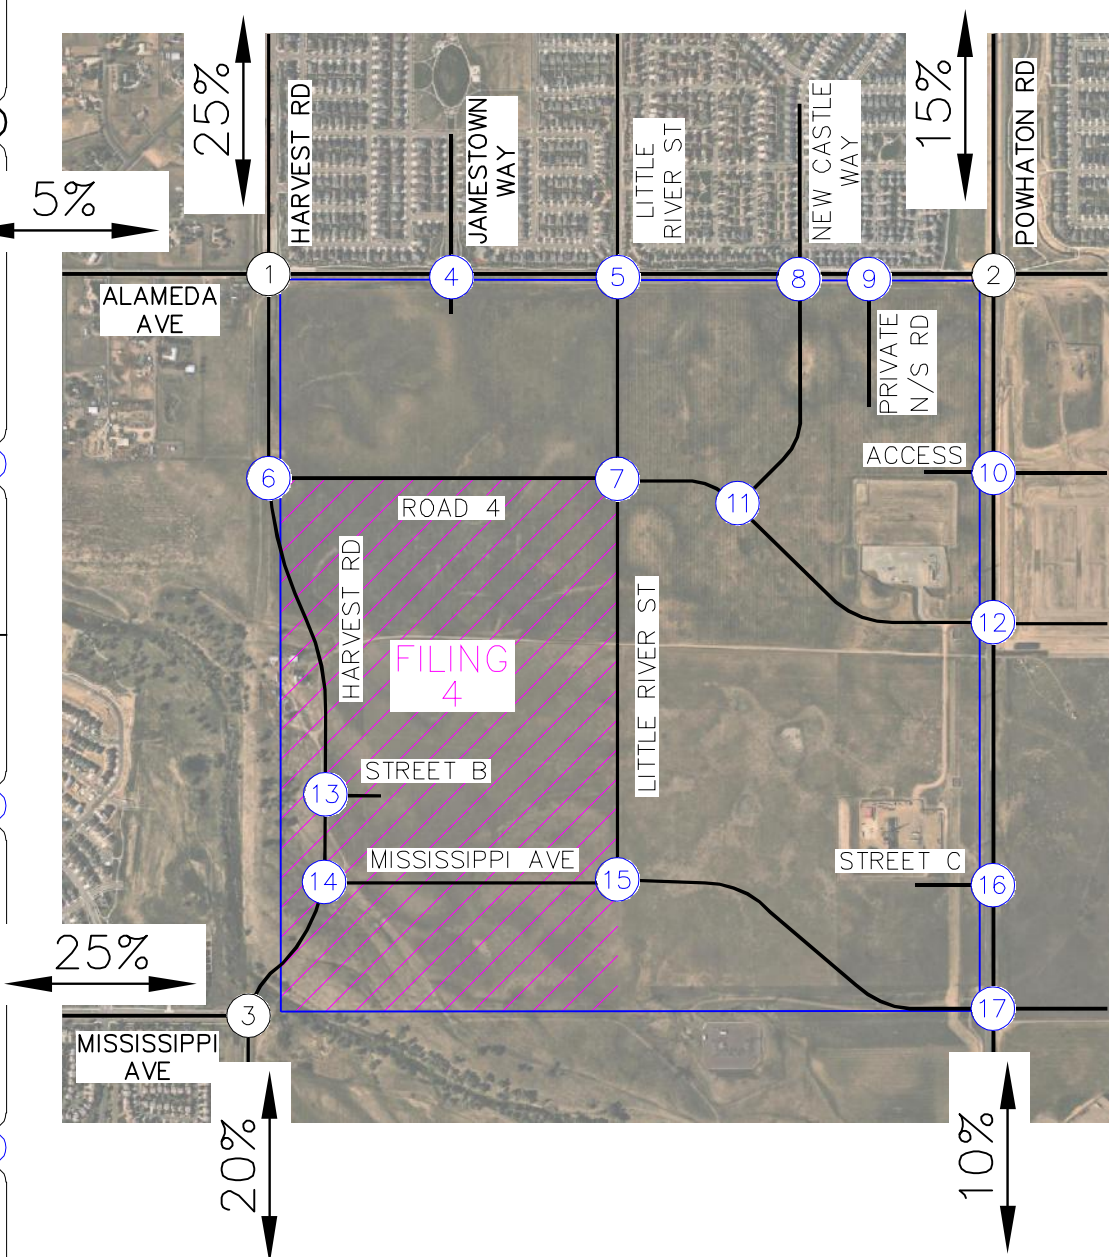 25%
15%
HARVEST RD
JAMESTOWN
WAY
LITTLE
RIVER ST
NEW CASTLE
WAY
POWHATON RD
5%
1
4
5
8
9
2
ALAMEDA
AVE
PRIVATE
N/S RD
ACCESS
6
7
10
11
ROAD 4
HARVEST RD
LITTLE RIVER ST
12
FILING
4
STREET B
13
MISSISSIPPI AVE
STREET C
14
15
16
25%
3
17
MISSISSIPPI
AVE
20%
10%